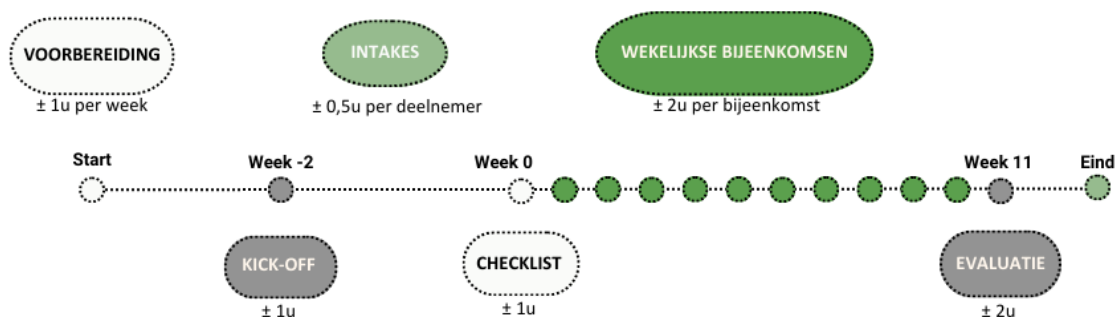 VOORBEREIDING
± 1u per week
INTAKES
± 0,5u per deelnemer
WEKELIJKSE BIJEENKOMSEN
± 2u per bijeenkomst
Start
Week -2
Week 0
Week 11
Eind
KICK-OFF
± 1u
CHECKLIST
± 1u
EVALUATIE
± 2u